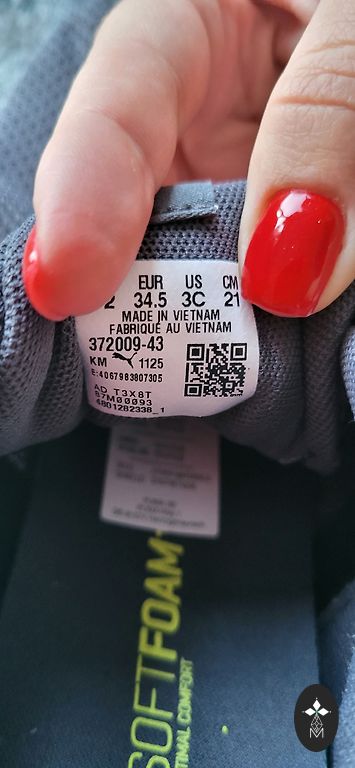 EUR US CM
2 34.5 3C 21
MADE IN VIETNAM
FABRIQUÉ AU VIETNAM
372009-43
KM 1125
E:4067983807305
AD T3X8T
87M00093
4801282338_1
SOFTFOAM+
OPTIMAL COMFORT
M